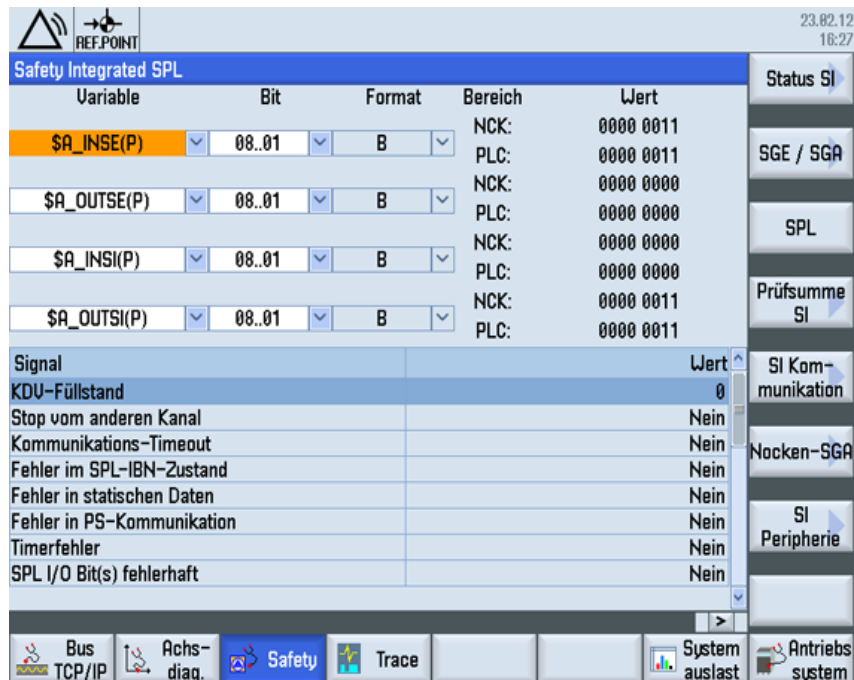 23.02.12
16:27
REF.POINT
Safety Integrated SPL
Variable Bit Format Bereich Wert
$A_INSE(P) 08..01 B NCK: 0000 0011
PLC: 0000 0011
$A_OUTSE(P) 08..01 B NCK: 0000 0000
PLC: 0000 0000
$A_INSI(P) 08..01 B NCK: 0000 0000
PLC: 0000 0000
$A_OUTSI(P) 08..01 B NCK: 0000 0011
PLC: 0000 0011
Signal Wert
KDV-Füllstand 0
Stop vom anderen Kanal Nein
Kommunikations-Timeout Nein
Fehler im SPL-IBN-Zustand Nein
Fehler in statischen Daten Nein
Fehler in PS-Kommunikation Nein
Timerfehler Nein
SPL I/O Bit(s) fehlerhaft Nein
>
Status SI
SGE / SGA
SPL
Prüfsumme
SI
SI Kom-
munikation
Nocken-SGA
SI
Peripherie
Bus
TCP/IP
Achs-
diag.
Safety
Trace
System
auslast
Antriebs
system